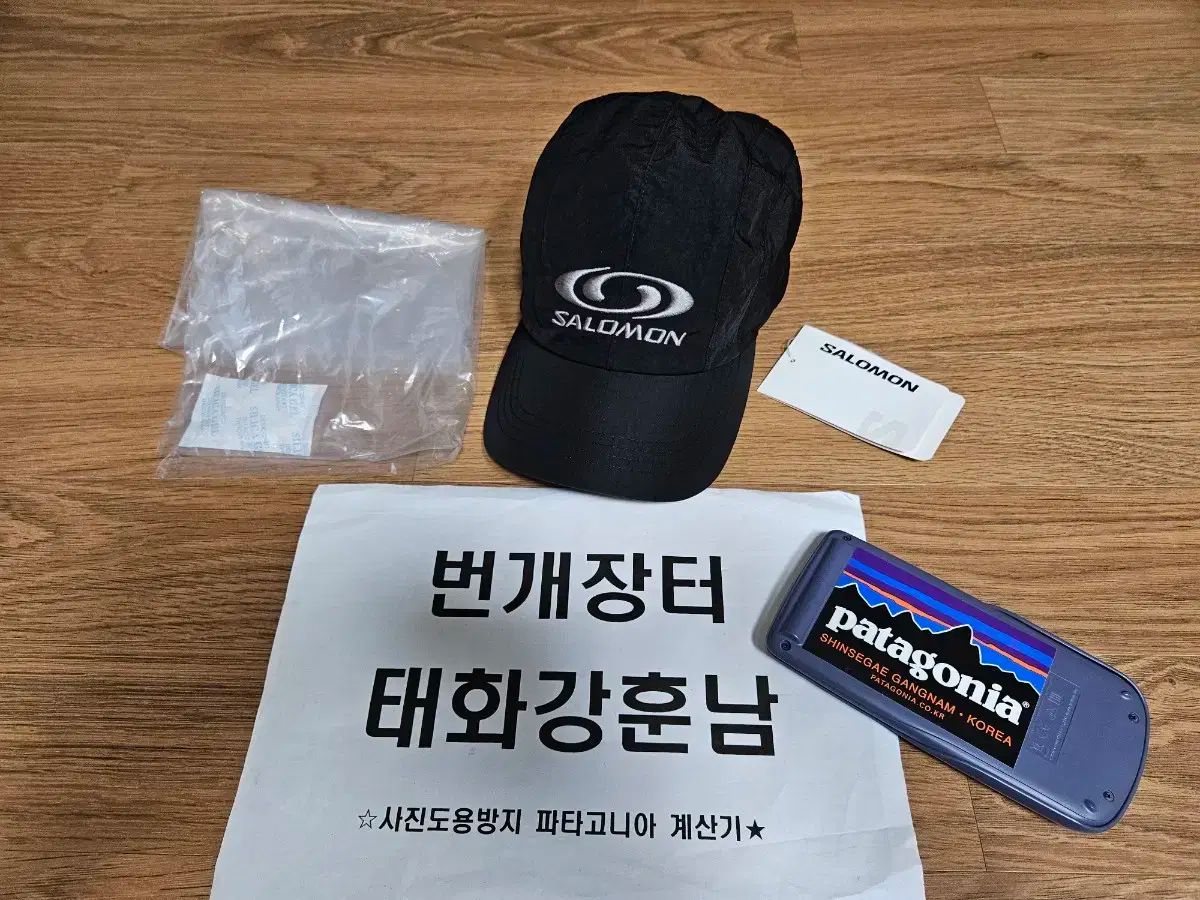 SALOMON
SALOMON
번개장터
태화강훈남
☆사진도용방지 파타고니아 계산기★
patagonia®
SHINSEGAE GANGNAM · KOREA
PATAGONIA.CO.KR